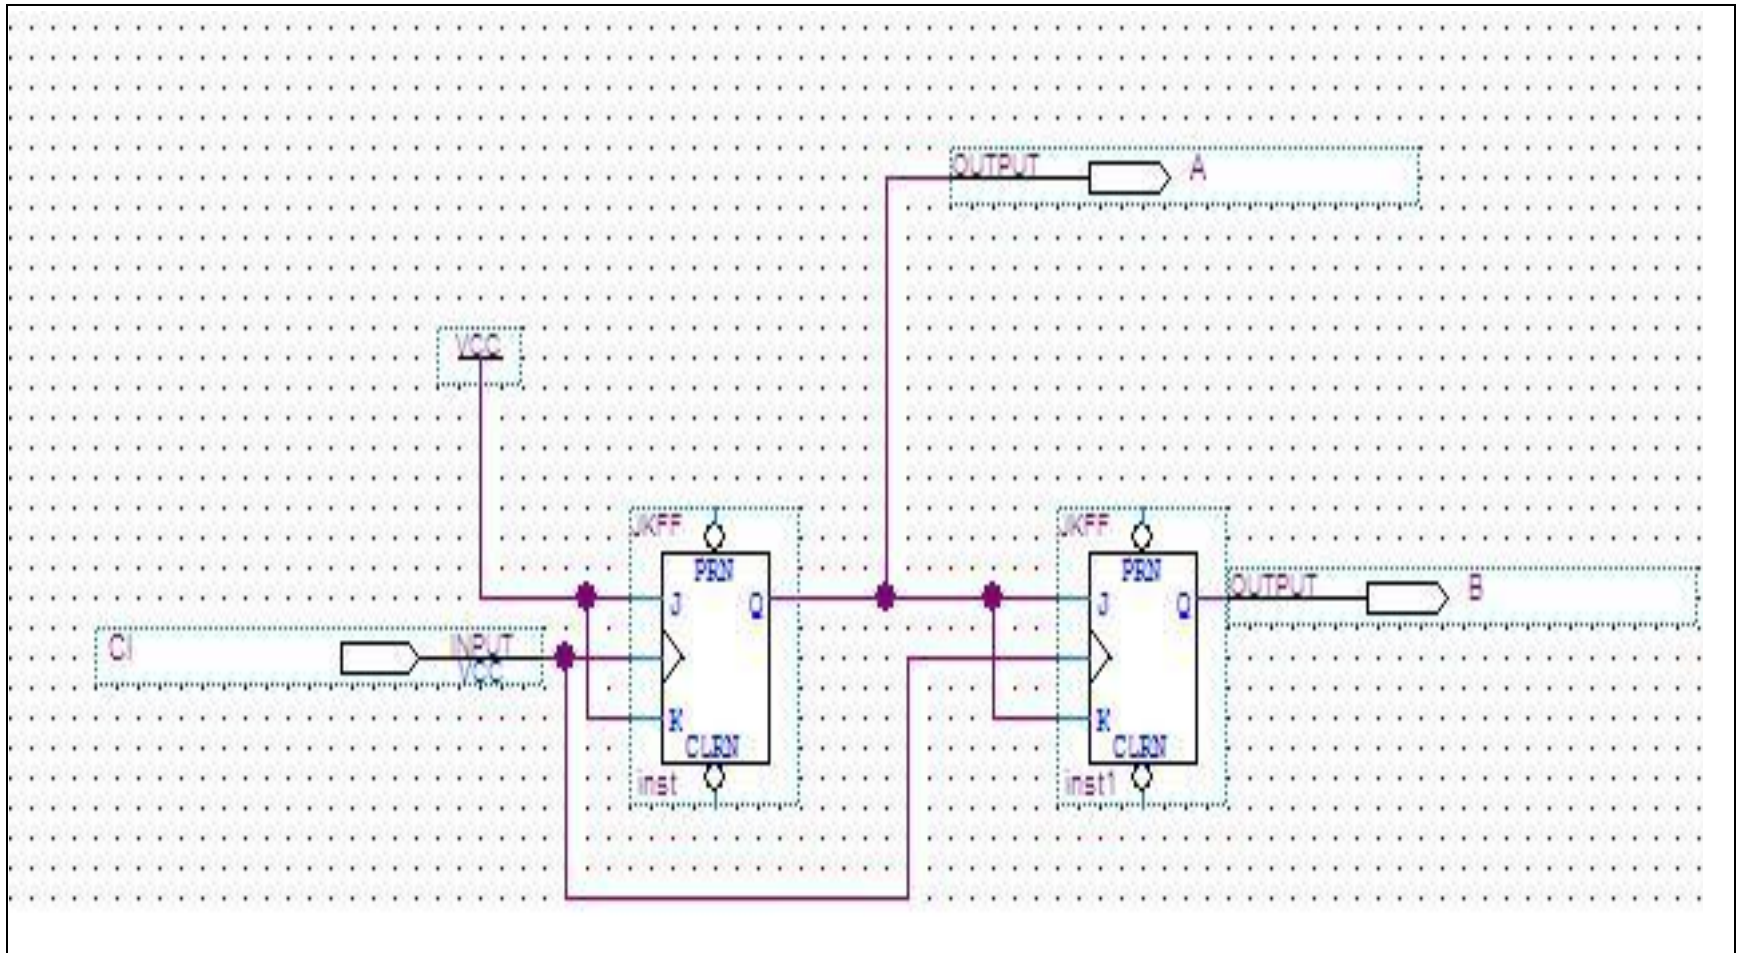 OUTPUT A
VCC
JKFF
PRN
J Q
K
CLRN
inst
JKFF
PRN
J Q
K
CLRN
inst1
OUTPUT B
CI INPUT
VCC